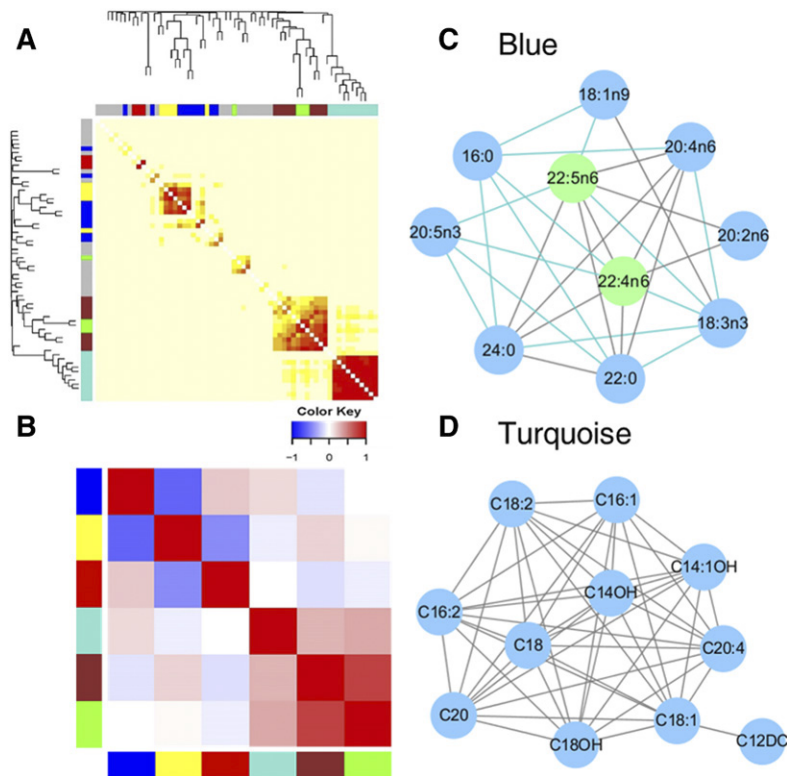 A
C Blue
18:1n9
16:0
20:4n6
22:5n6
20:5n3
20:2n6
22:4n6
18:3n3
24:0
22:0
B
Color Key
−1 0 1
D Turquoise
C18:2
C16:1
C14:1OH
C14OH
C16:2
C18
C20:4
C20
C18:1
C18OH
C12DC